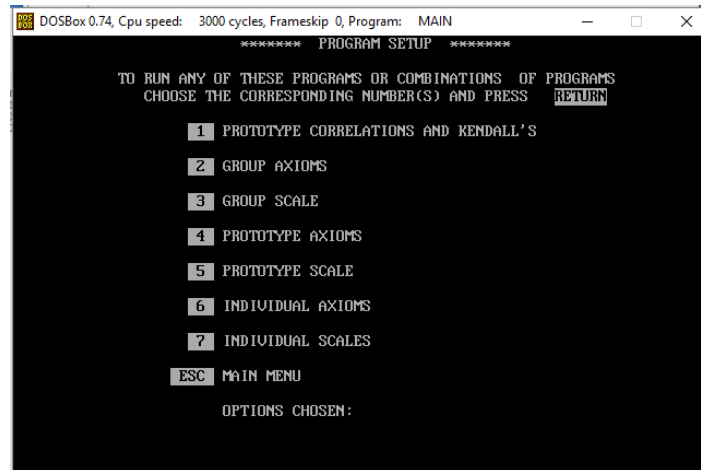 DOSBox 0.74, Cpu speed: 3000 cycles, Frameskip 0, Program: MAIN
******* PROGRAM SETUP *******
TO RUN ANY OF THESE PROGRAMS OR COMBINATIONS OF PROGRAMS
CHOOSE THE CORRESPONDING NUMBER(S) AND PRESS RETURN
1 PROTOTYPE CORRELATIONS AND KENDALL'S
2 GROUP AXIOMS
3 GROUP SCALE
4 PROTOTYPE AXIOMS
5 PROTOTYPE SCALE
6 INDIVIDUAL AXIOMS
7 INDIVIDUAL SCALES
ESC MAIN MENU
OPTIONS CHOSEN: